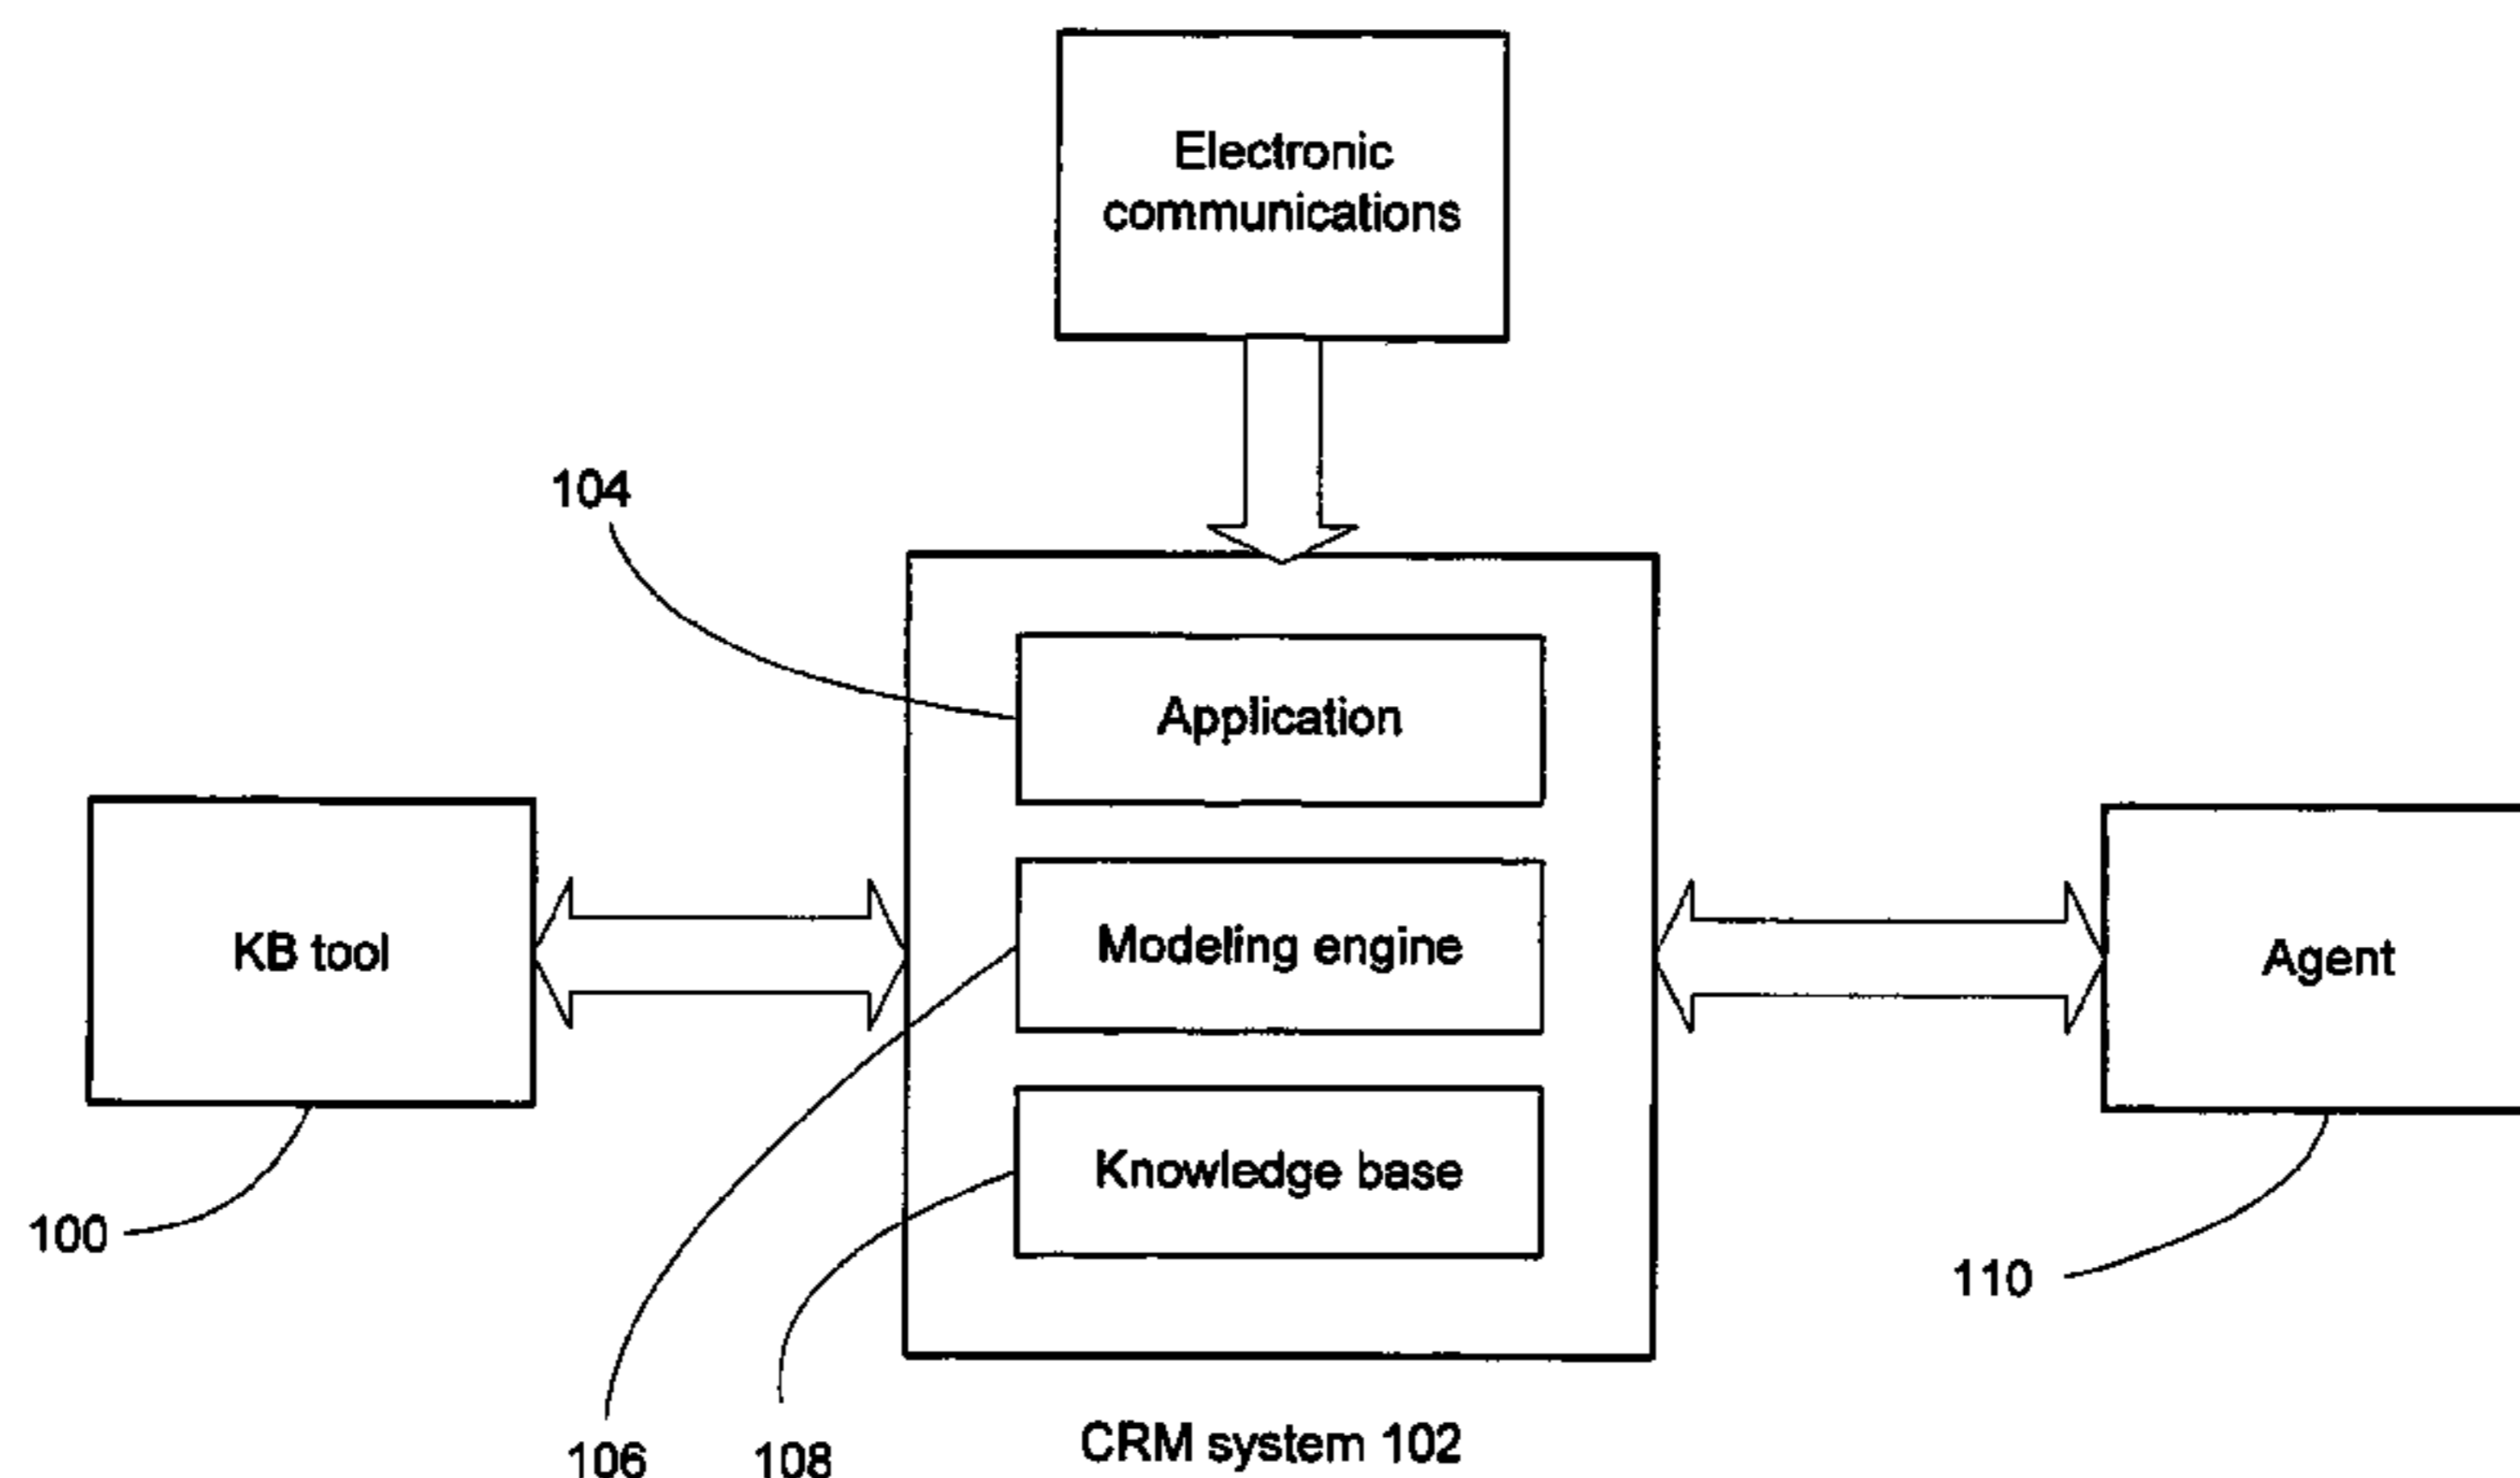 Electronic
communications
104
Application
KB tool
Modeling engine
Agent
Knowledge base
100
110
106
108
CRM system 102